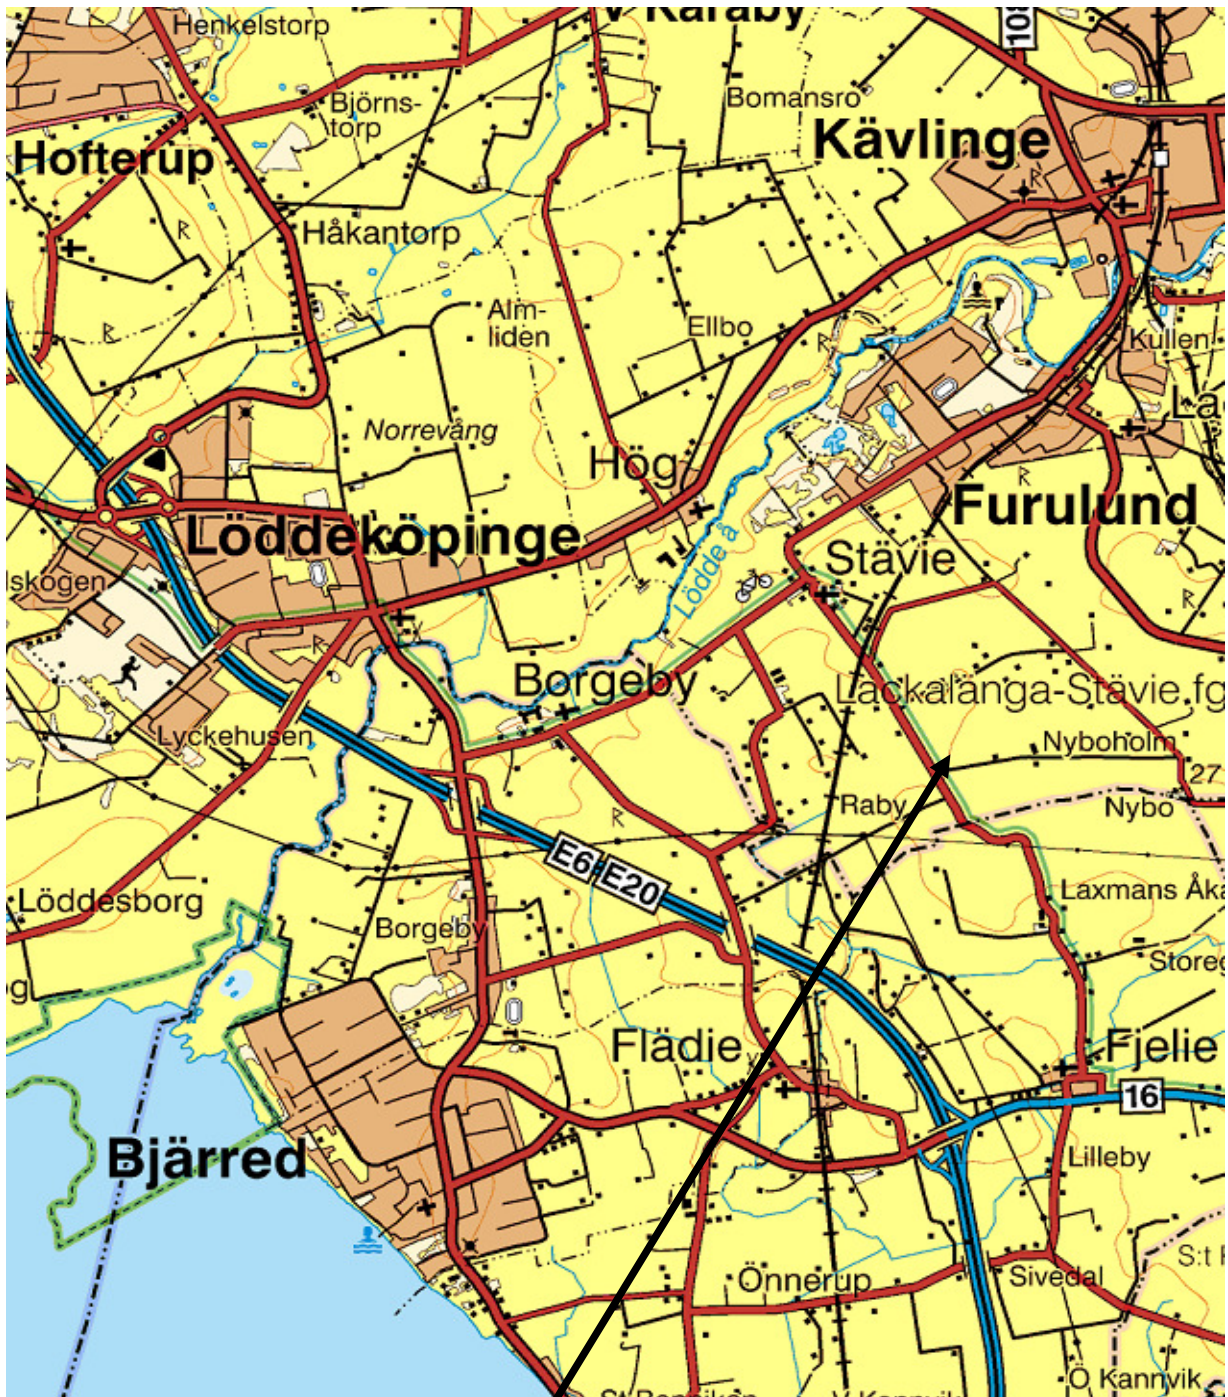 V Karaby
Henkelstorp
108
Björns-
torp
Bomansro
Kävlinge
Hofterup
R
Håkantorp
R
Alm-
liden
Ellbo
R
R
Kullen
Norrevång
Hög
R
Furulund
Löddeköpinge
Lödde å
Stävie
R
R
Borgeby
Lackalänga-Stävie fg
Lyckehusen
Nyboholm
27
Raby
Nybo
R
E6
E20
Löddesborg
Laxmans Åka
Borgeby
Storeg
g
Flädie
Fjelie
16
Bjärred
Lilleby
S:t
Önnerup
Sivedal
Ö Kannvik